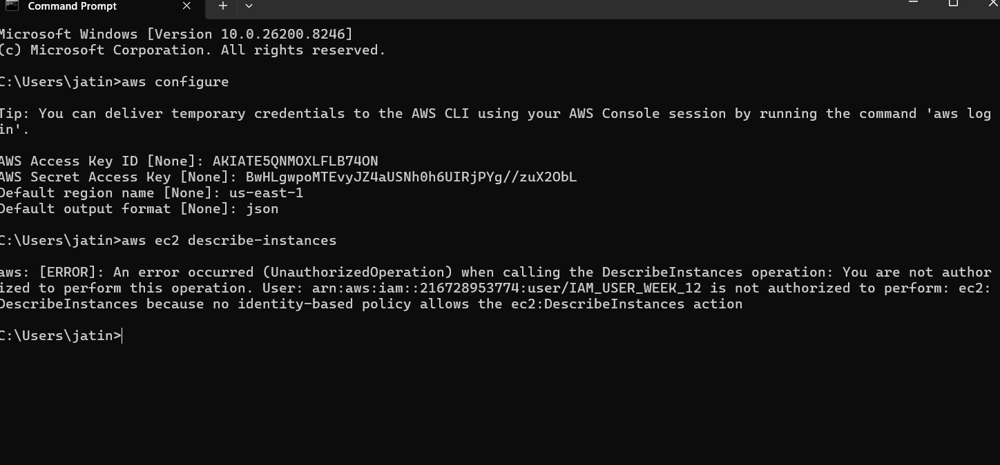 Command Prompt
Microsoft Windows [Version 10.0.26200.8246]
(c) Microsoft Corporation. All rights reserved.
C:\Users\jatin>aws configure
Tip: You can deliver temporary credentials to the AWS CLI using your AWS Console session by running the command 'aws log
in'.
AWS Access Key ID [None]: AKIATE5QNMOXLFLB74ON
AWS Secret Access Key [None]: BwHLgwpoMTEvyJZ4aUSNh0h6UIRjPYg//zuX2ObL
Default region name [None]: us-east-1
Default output format [None]: json
C:\Users\jatin>aws ec2 describe-instances
aws: [ERROR]: An error occurred (UnauthorizedOperation) when calling the DescribeInstances operation: You are not author
ized to perform this operation. User: arn:aws:iam::216728953774:user/IAM_USER_WEEK_12 is not authorized to perform: ec2:
DescribeInstances because no identity-based policy allows the ec2:DescribeInstances action
C:\Users\jatin>